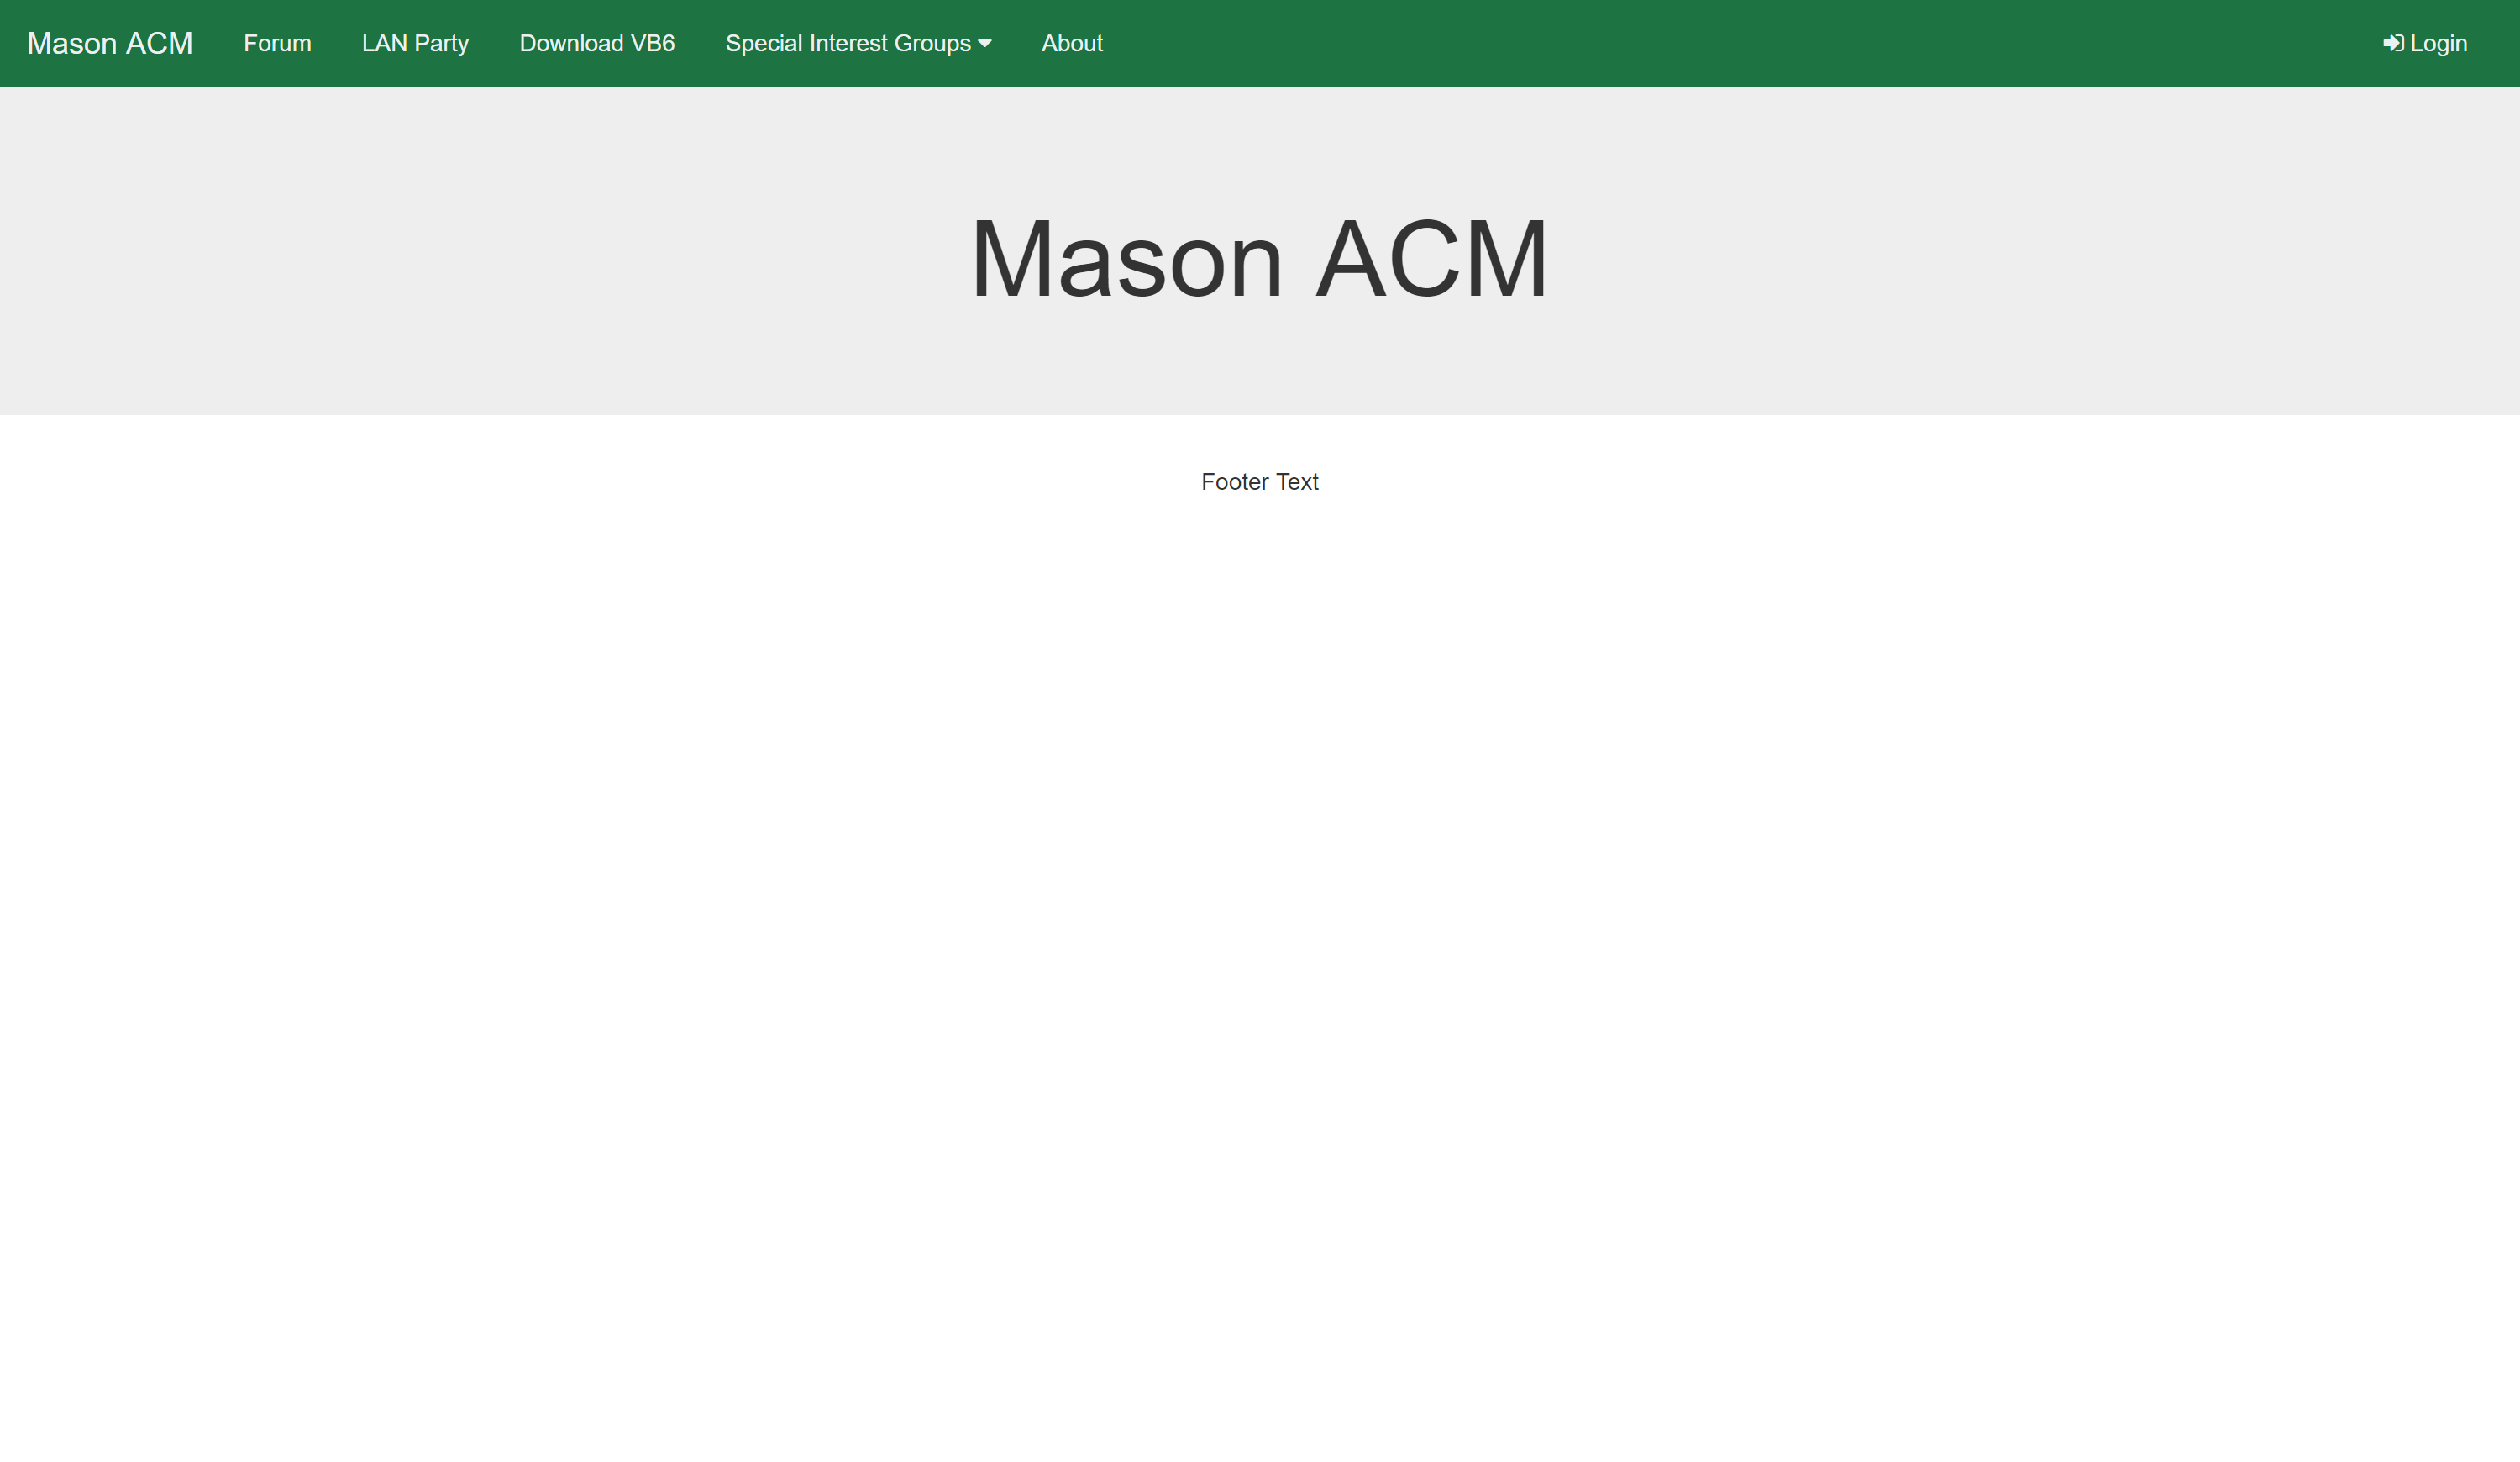 Mason ACM Forum LAN Party Download VB6 Special Interest Groups About Login
Mason ACM
Footer Text